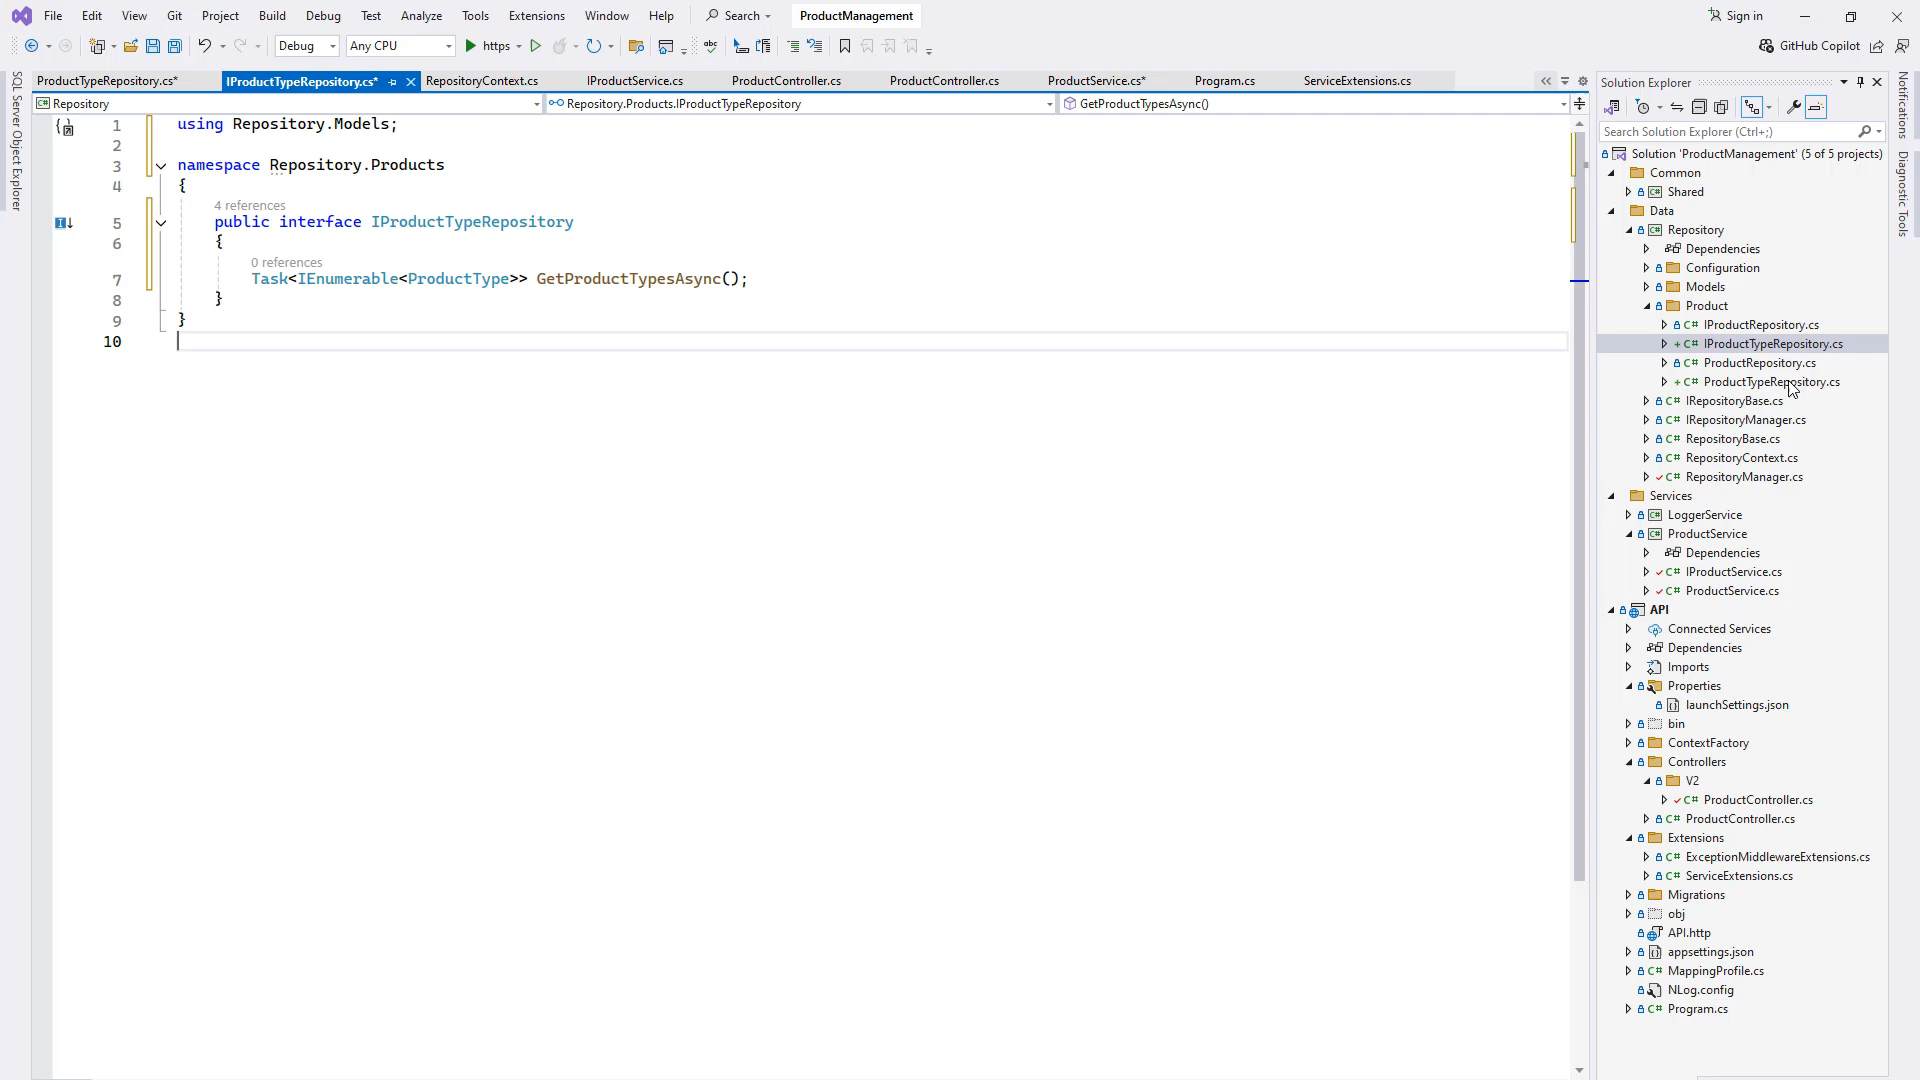 File Edit View Git Project Build Debug Test Analyze Tools Extensions Window Help Search ProductManagement Sign in
Debug Any CPU https GitHub Copilot
ProductTypeRepository.cs* IProductTypeRepository.cs* RepositoryContext.cs IProductService.cs ProductController.cs ProductController.cs ProductService.cs* Program.cs ServiceExtensions.cs
Repository Repository.Products.IProductTypeRepository GetProductTypesAsync()
SQL Server Object Explorer
1 using Repository.Models;
2
3 namespace Repository.Products
4 {
4 references
5 public interface IProductTypeRepository
6 {
0 references
7 Task<IEnumerable<ProductType>> GetProductTypesAsync();
8 }
9 }
10
Solution Explorer
Search Solution Explorer (Ctrl+;)
Solution 'ProductManagement' (5 of 5 projects)
Common
Shared
Data
Repository
Dependencies
Configuration
Models
Product
IProductRepository.cs
IProductTypeRepository.cs
ProductRepository.cs
ProductTypeRepository.cs
IRepositoryBase.cs
IRepositoryManager.cs
RepositoryBase.cs
RepositoryContext.cs
RepositoryManager.cs
Services
LoggerService
ProductService
Dependencies
IProductService.cs
ProductService.cs
API
Connected Services
Dependencies
Imports
Properties
launchSettings.json
bin
ContextFactory
Controllers
V2
ProductController.cs
ProductController.cs
Extensions
ExceptionMiddlewareExtensions.cs
ServiceExtensions.cs
Migrations
obj
API.http
appsettings.json
MappingProfile.cs
NLog.config
Program.cs
Notifications
Diagnostic Tools